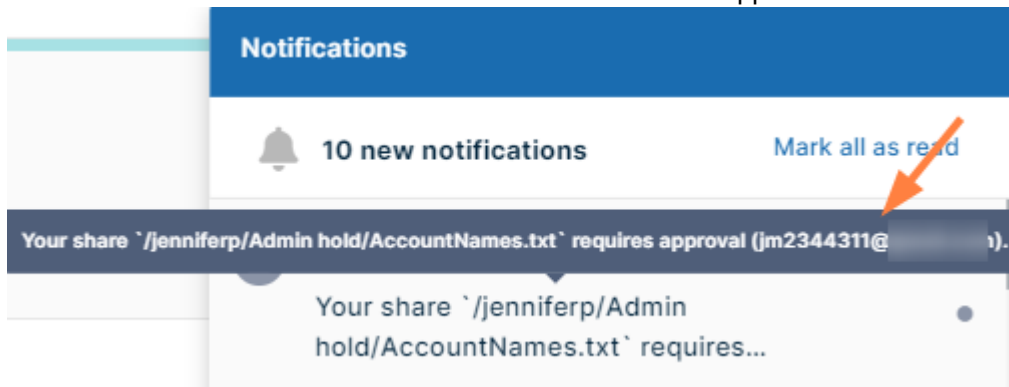 Notifications
10 new notifications
Mark all as read
Your share `/jenniferp/Admin hold/AccountNames.txt` requires approval (jm2344311@ ).
Your share `/jenniferp/Admin
hold/AccountNames.txt` requires...